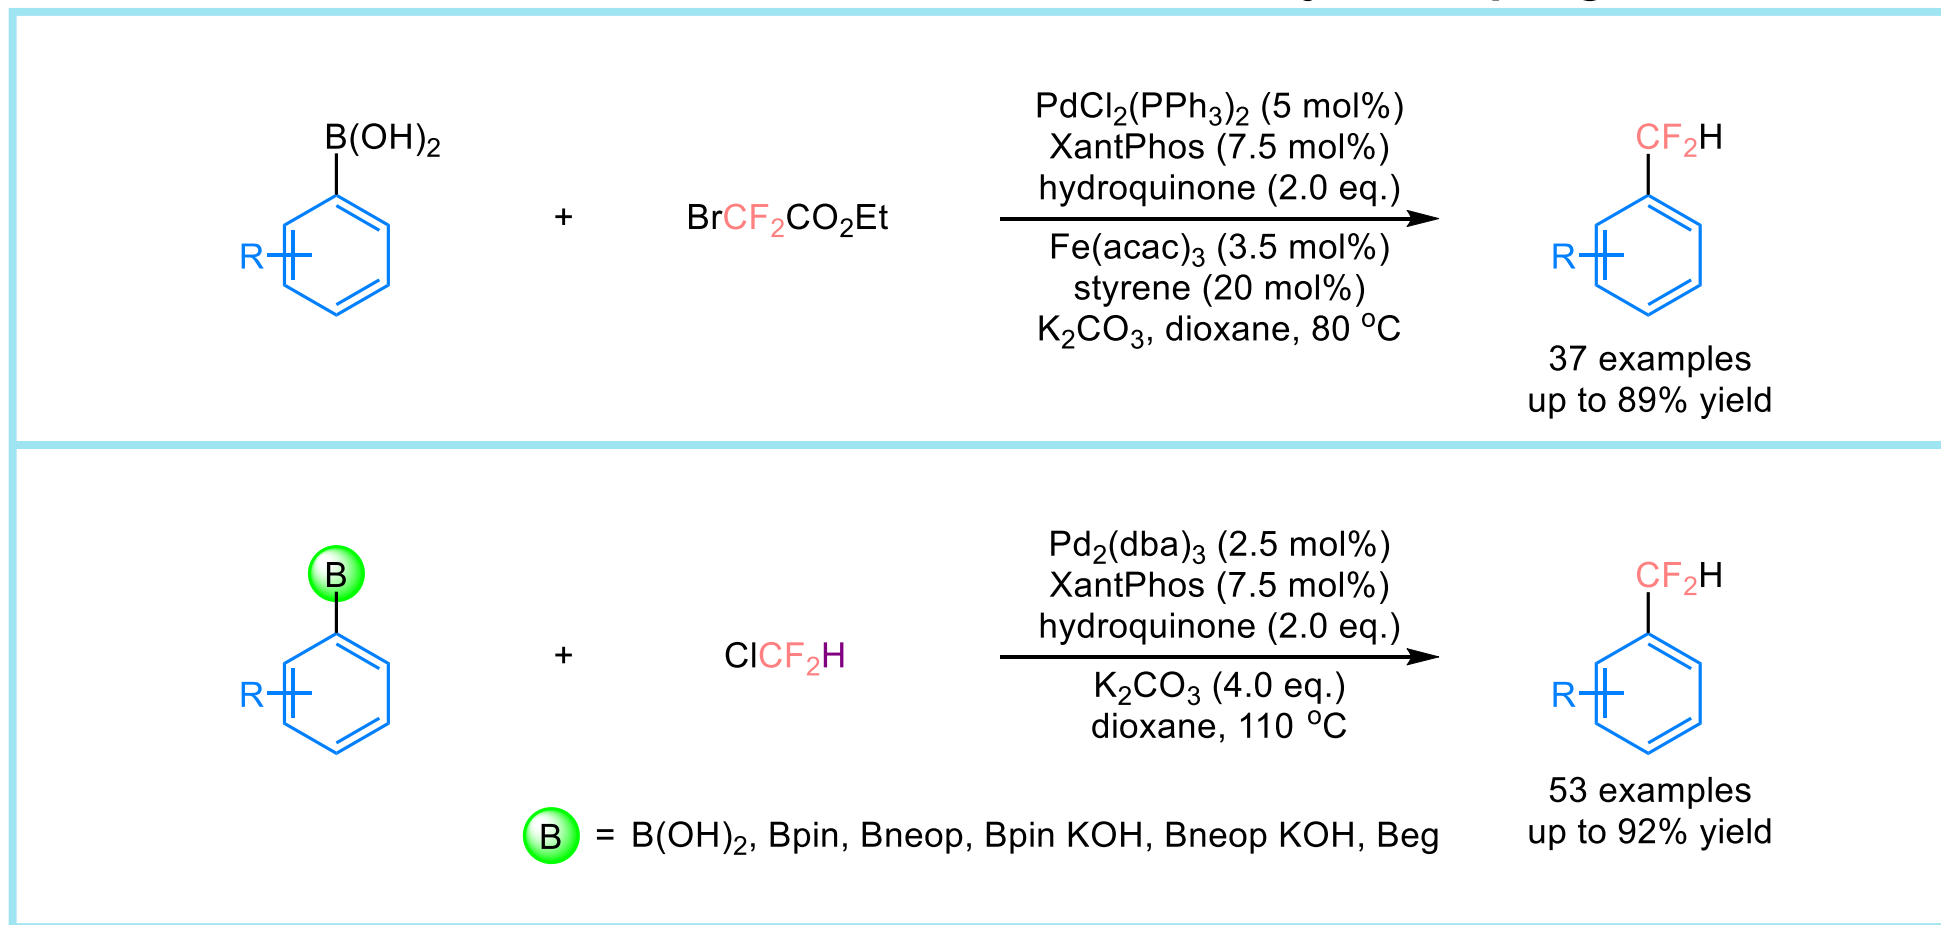 B(OH)2
R
+
BrCF2CO2Et
PdCl2(PPh3)2 (5 mol%)
XantPhos (7.5 mol%)
hydroquinone (2.0 eq.)
Fe(acac)3 (3.5 mol%)
styrene (20 mol%)
K2CO3, dioxane, 80 oC
CF2H
R
37 examples
up to 89% yield
B
R
+
ClCF2H
Pd2(dba)3 (2.5 mol%)
XantPhos (7.5 mol%)
hydroquinone (2.0 eq.)
K2CO3 (4.0 eq.)
dioxane, 110 oC
CF2H
R
53 examples
up to 92% yield
B = B(OH)2, Bpin, Bneop, Bpin KOH, Bneop KOH, Beg